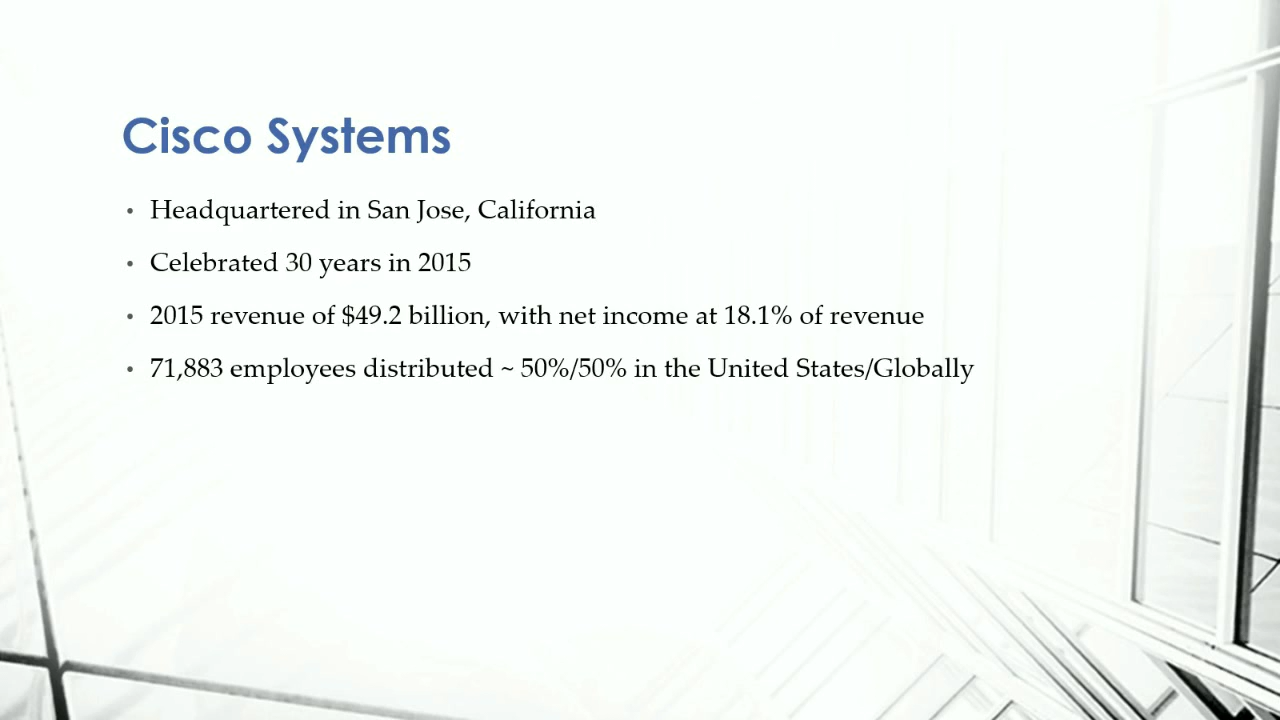 Cisco Systems
• Headquartered in San Jose, California
• Celebrated 30 years in 2015
• 2015 revenue of $49.2 billion, with net income at 18.1% of revenue
• 71,883 employees distributed ~ 50%/50% in the United States/Globally